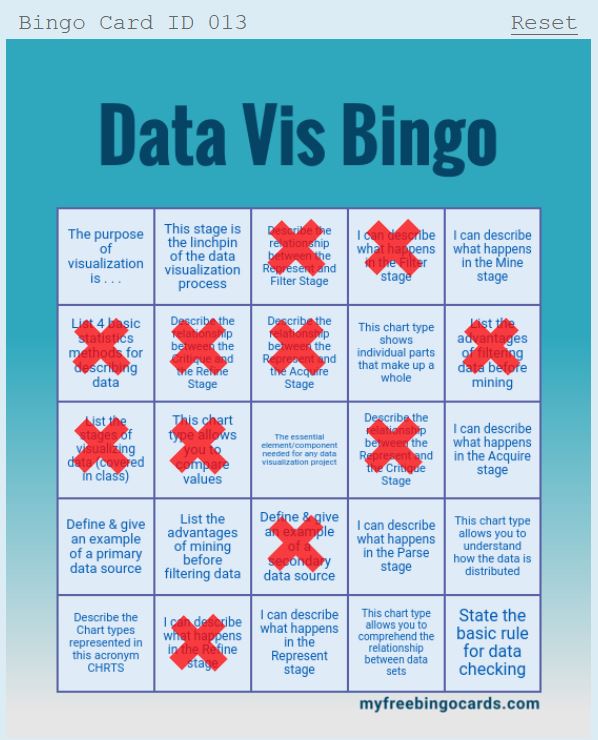 Bingo Card ID 013
Reset
Data Vis Bingo
The purpose
of
visualization
is . . .
This stage is
the linchpin of the data
visualization
process
Describe the
relationship
between the
Represent and
Filter Stage
I can describe
what happens
in the Filter
stage
I can describe
what happens
in the Mine
stage
List 4 basic
statistics
methods for
describing
data
Describe the
relationship
between the
Critique and
the Refine
Stage
Describe the
relationship
between the
Represent and
the Acquire
Stage
This chart type
shows
individual parts
that make up a
whole
List the
advantages
of filtering
data before
mining
List the
stages of
visualizing
data (covered
in class)
This chart
type allows
you to
compare
values
The essential
element/component
needed for any data
visualization project
Describe the
relationship
between the
Represent and
the Critique
Stage
I can describe
what happens
in the Acquire
stage
Define & give
an example
of a primary
data source
List the
advantages
of mining
before
filtering data
Define & give
an example
of a
secondary
data source
I can describe
what happens
in the Parse
stage
This chart type
allows you to
understand
how the data is
distributed
Describe the
Chart types
represented in
this acronym
CHRTS
I can describe
what happens
in the Refine
stage
I can describe
what happens
in the
Represent
stage
This chart type
allows you to
comprehend the
relationship
between data
sets
State the
basic rule
for data
checking
myfreebingocards.com